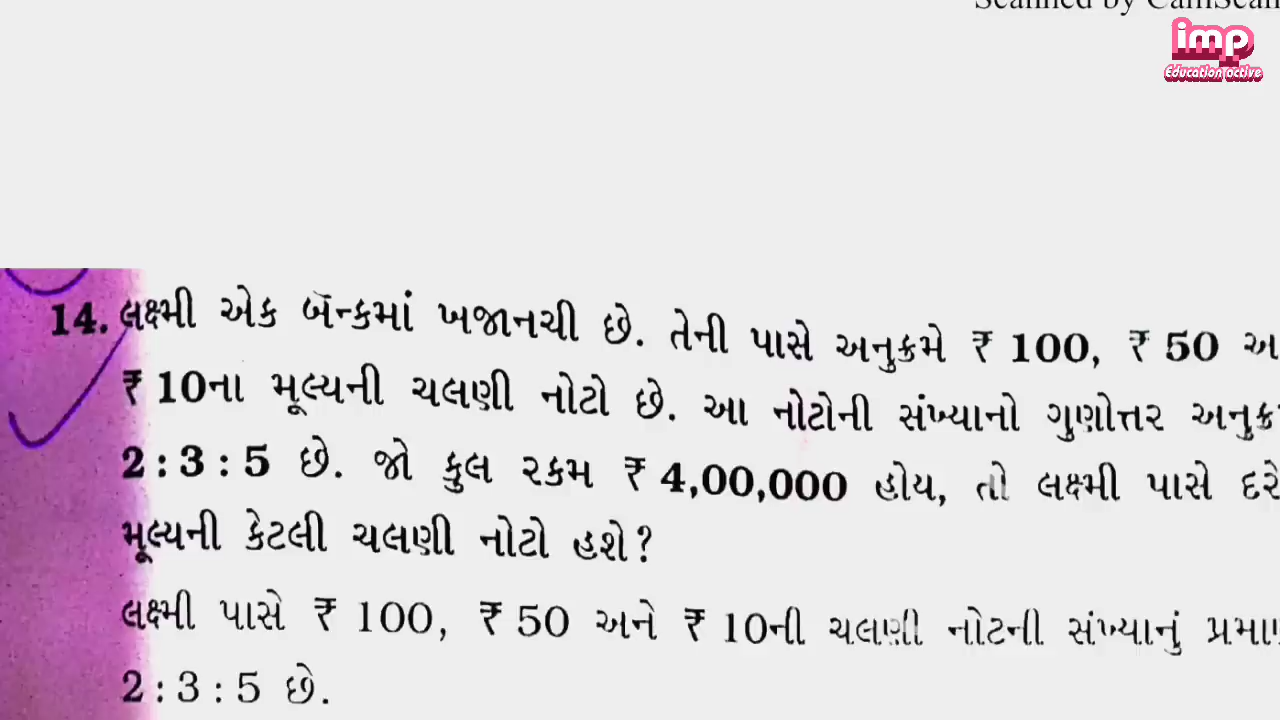 Scanned by CamScan
imp
Education active
14. લક્ષ્મી એક બૅન્કમાં ખજાનચી છે. તેની પાસે અનુક્રમે ₹ 100, ₹ 50 અ
₹ 10ના મૂલ્યની ચલણી નોટો છે. આ નોટોની સંખ્યાનો ગુણોત્તર અનુક્ર
2 : 3 : 5 છે. જો કુલ રકમ ₹ 4,00,000 હોય, તો લક્ષ્મી પાસે દરે
મૂલ્યની કેટલી ચલણી નોટો હશે?
લક્ષ્મી પાસે ₹ 100, ₹ 50 અને ₹ 10ની ચલણી નોટની સંખ્યાનું પ્રમા
2 : 3 : 5 છે.